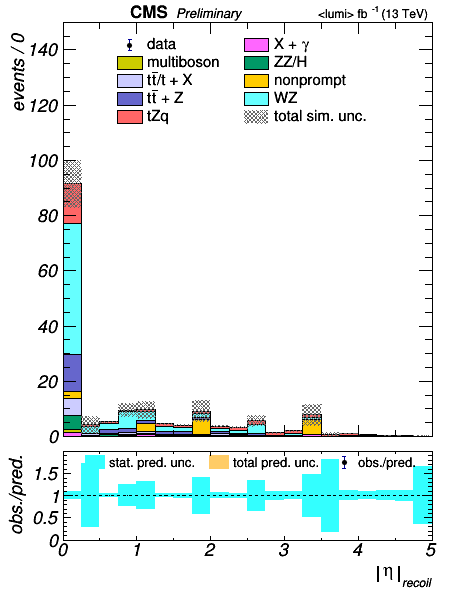 CMS Preliminary <lumi> fb⁻¹ (13 TeV)
events / 0
140
120
100
80
60
40
20
0
data
multiboson
tt̄/t + X
tt̄ + Z
tZq
X + γ
ZZ/H
nonprompt
WZ
total sim. unc.
obs./pred.
1.5
1
0.5
0
stat. pred. unc. total pred. unc. obs./pred.
0 1 2 3 4 5
|η|recoil